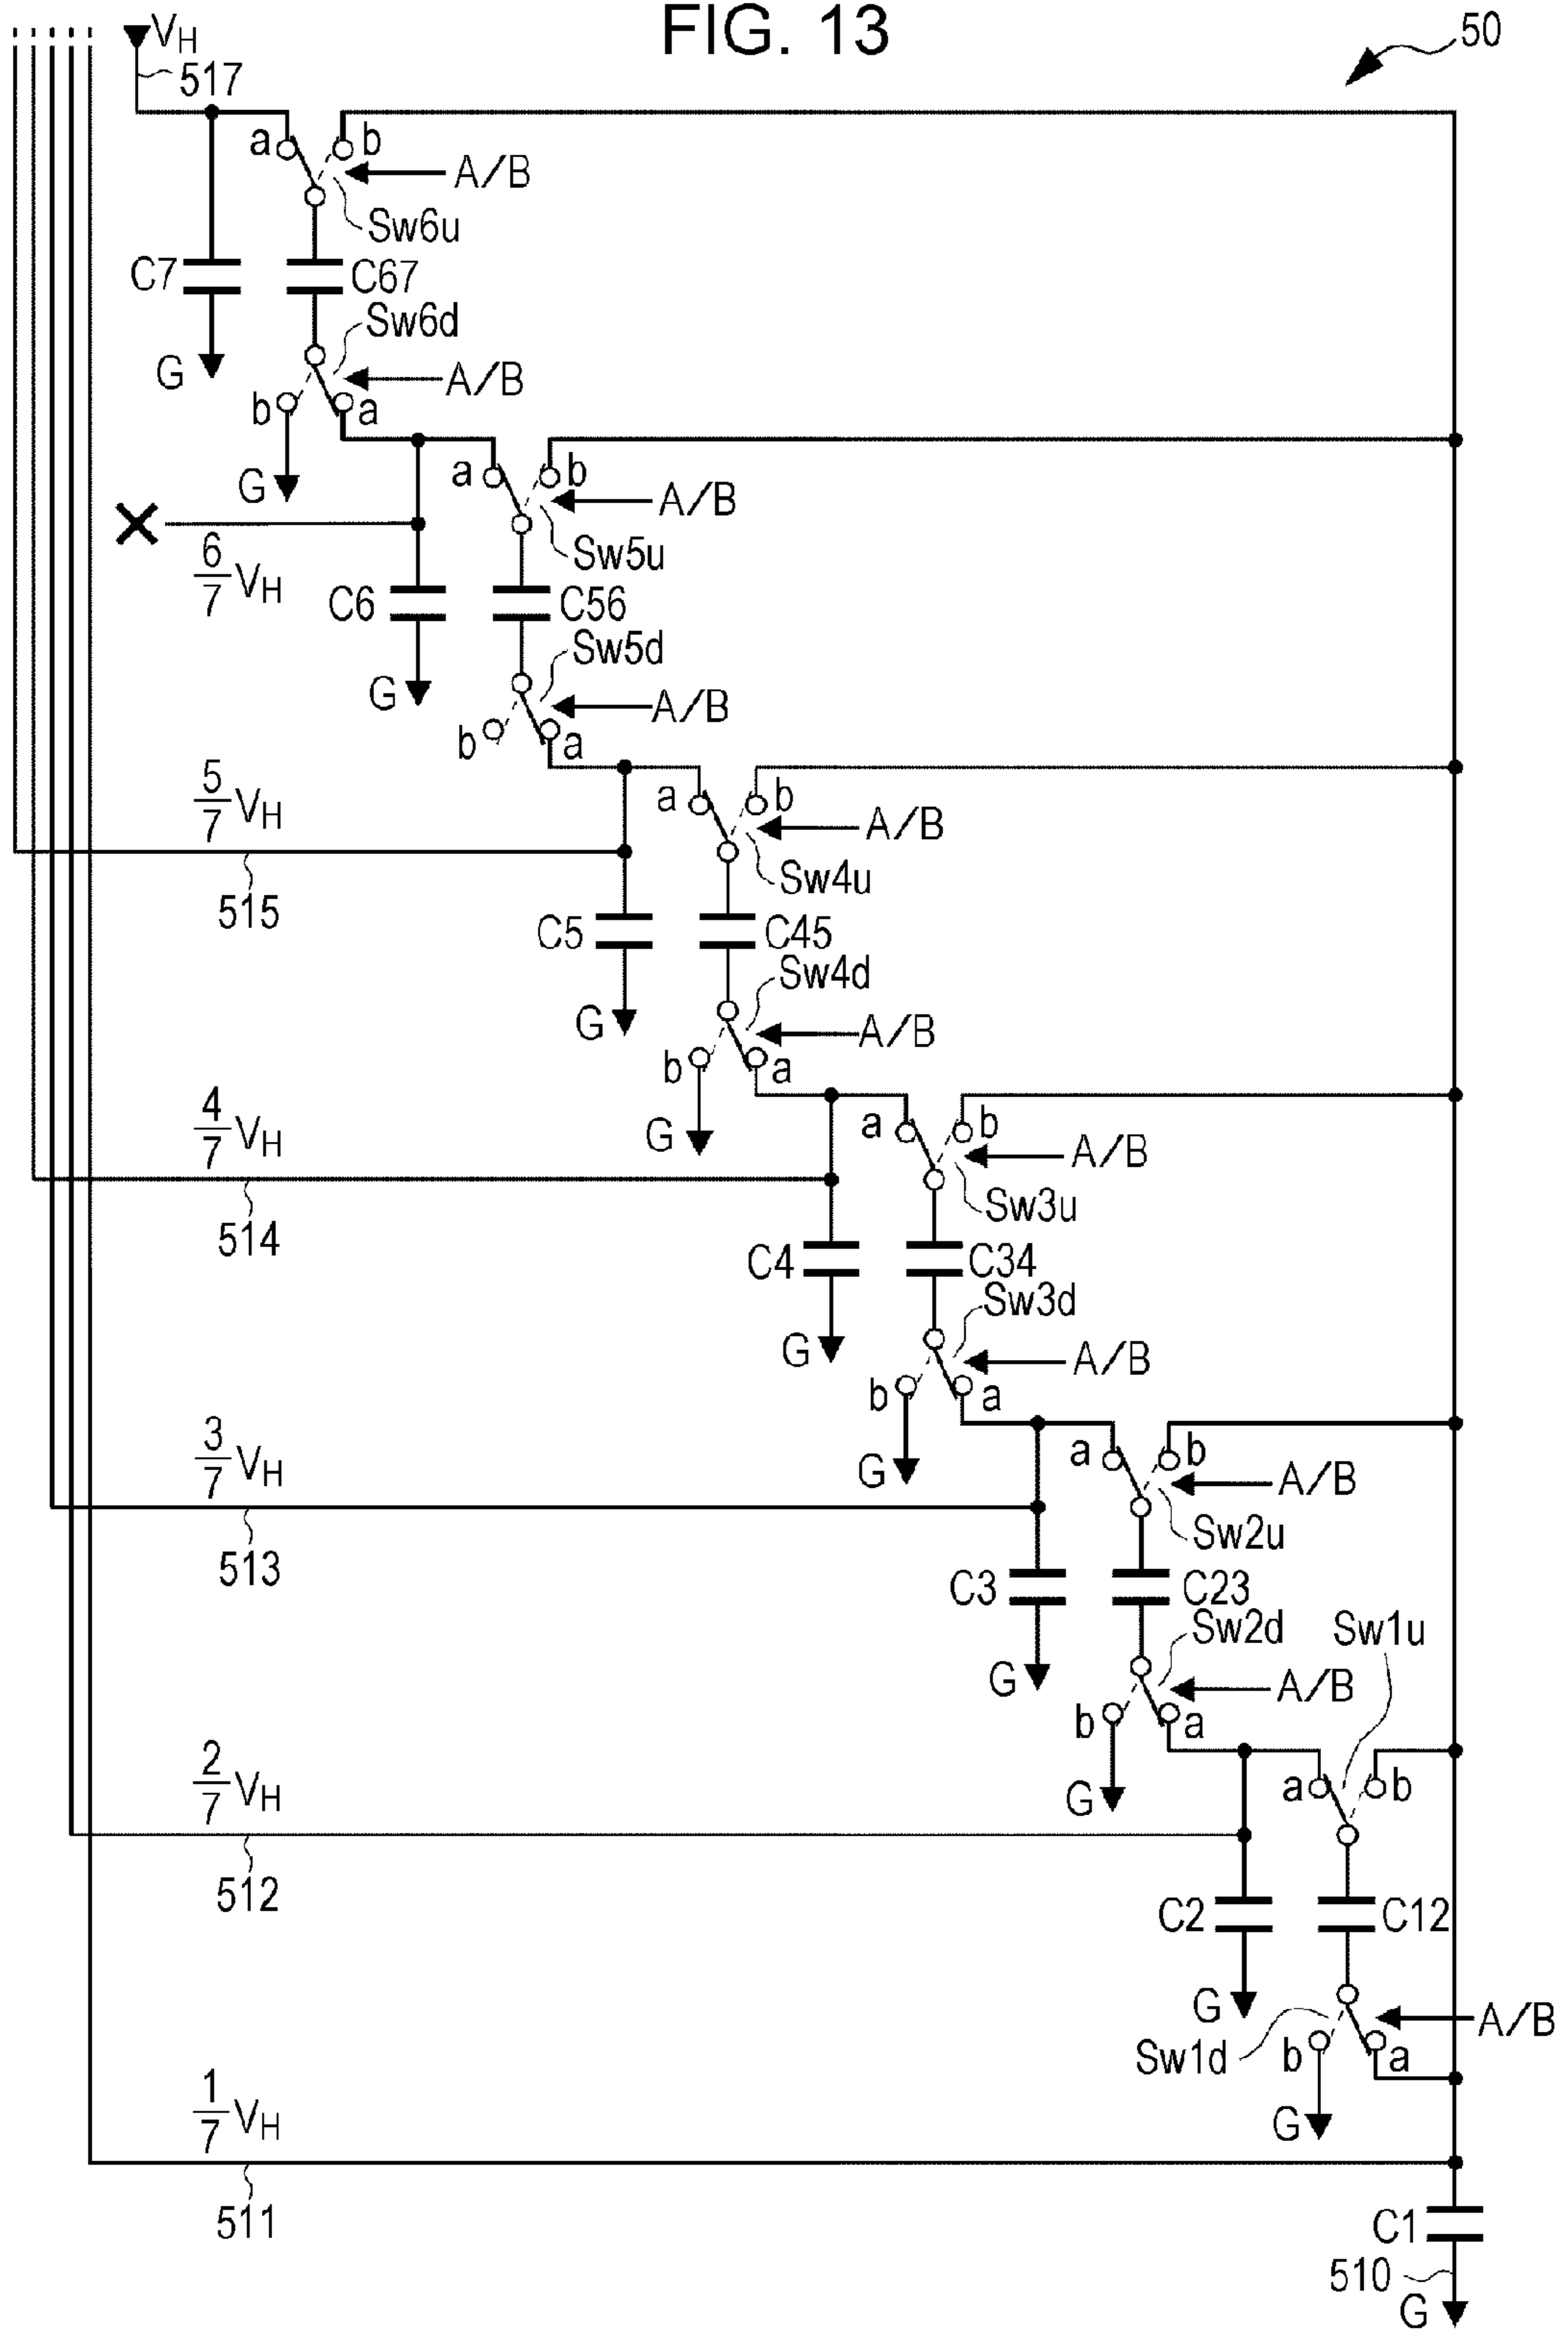 FIG. 13
50
VH
517
a
b
A/B
Sw6u
C7
C67
Sw6d
G
A/B
b
a
G
a
b
A/B
Sw5u
6/7 VH
C6
C56
Sw5d
G
A/B
b
a
5/7 VH
a
b
A/B
Sw4u
515
C5
C45
Sw4d
G
A/B
b
a
4/7 VH
G
a
b
A/B
Sw3u
514
C4
C34
Sw3d
G
A/B
b
a
3/7 VH
G
a
b
A/B
Sw2u
513
C3
C23
Sw2d
Sw1u
G
A/B
b
a
2/7 VH
G
a
b
512
C2
C12
G
A/B
Sw1d
b
a
1/7 VH
G
511
C1
510
G